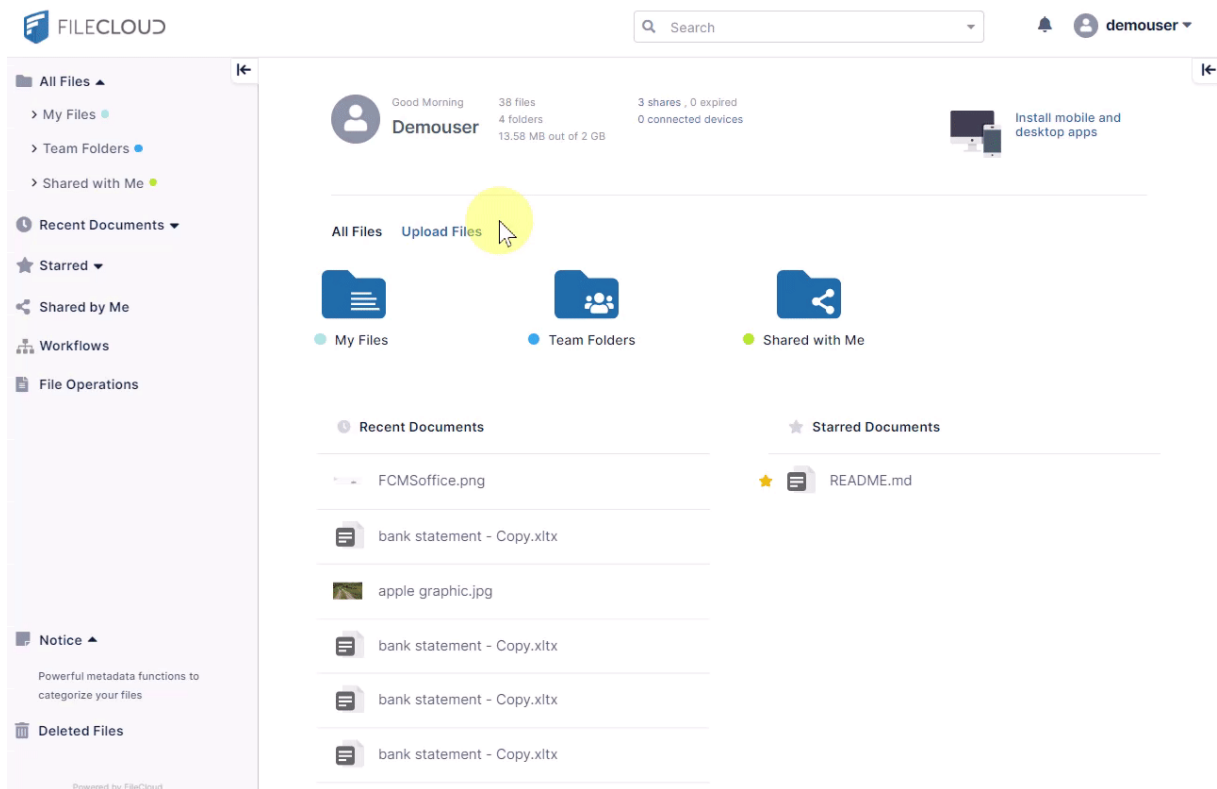 FILECLOUD
Search
demouser
All Files
My Files
Team Folders
Shared with Me
Recent Documents
Starred
Shared by Me
Workflows
File Operations
Notice
Powerful metadata functions to
categorize your files
Deleted Files
Powered by FileCloud
Good Morning
Demouser
38 files
4 folders
13.58 MB out of 2 GB
3 shares , 0 expired
0 connected devices
Install mobile and
desktop apps
All Files Upload Files
My Files Team Folders Shared with Me
Recent Documents
FCMSoffice.png
bank statement - Copy.xltx
apple graphic.jpg
bank statement - Copy.xltx
bank statement - Copy.xltx
bank statement - Copy.xltx
Starred Documents
README.md